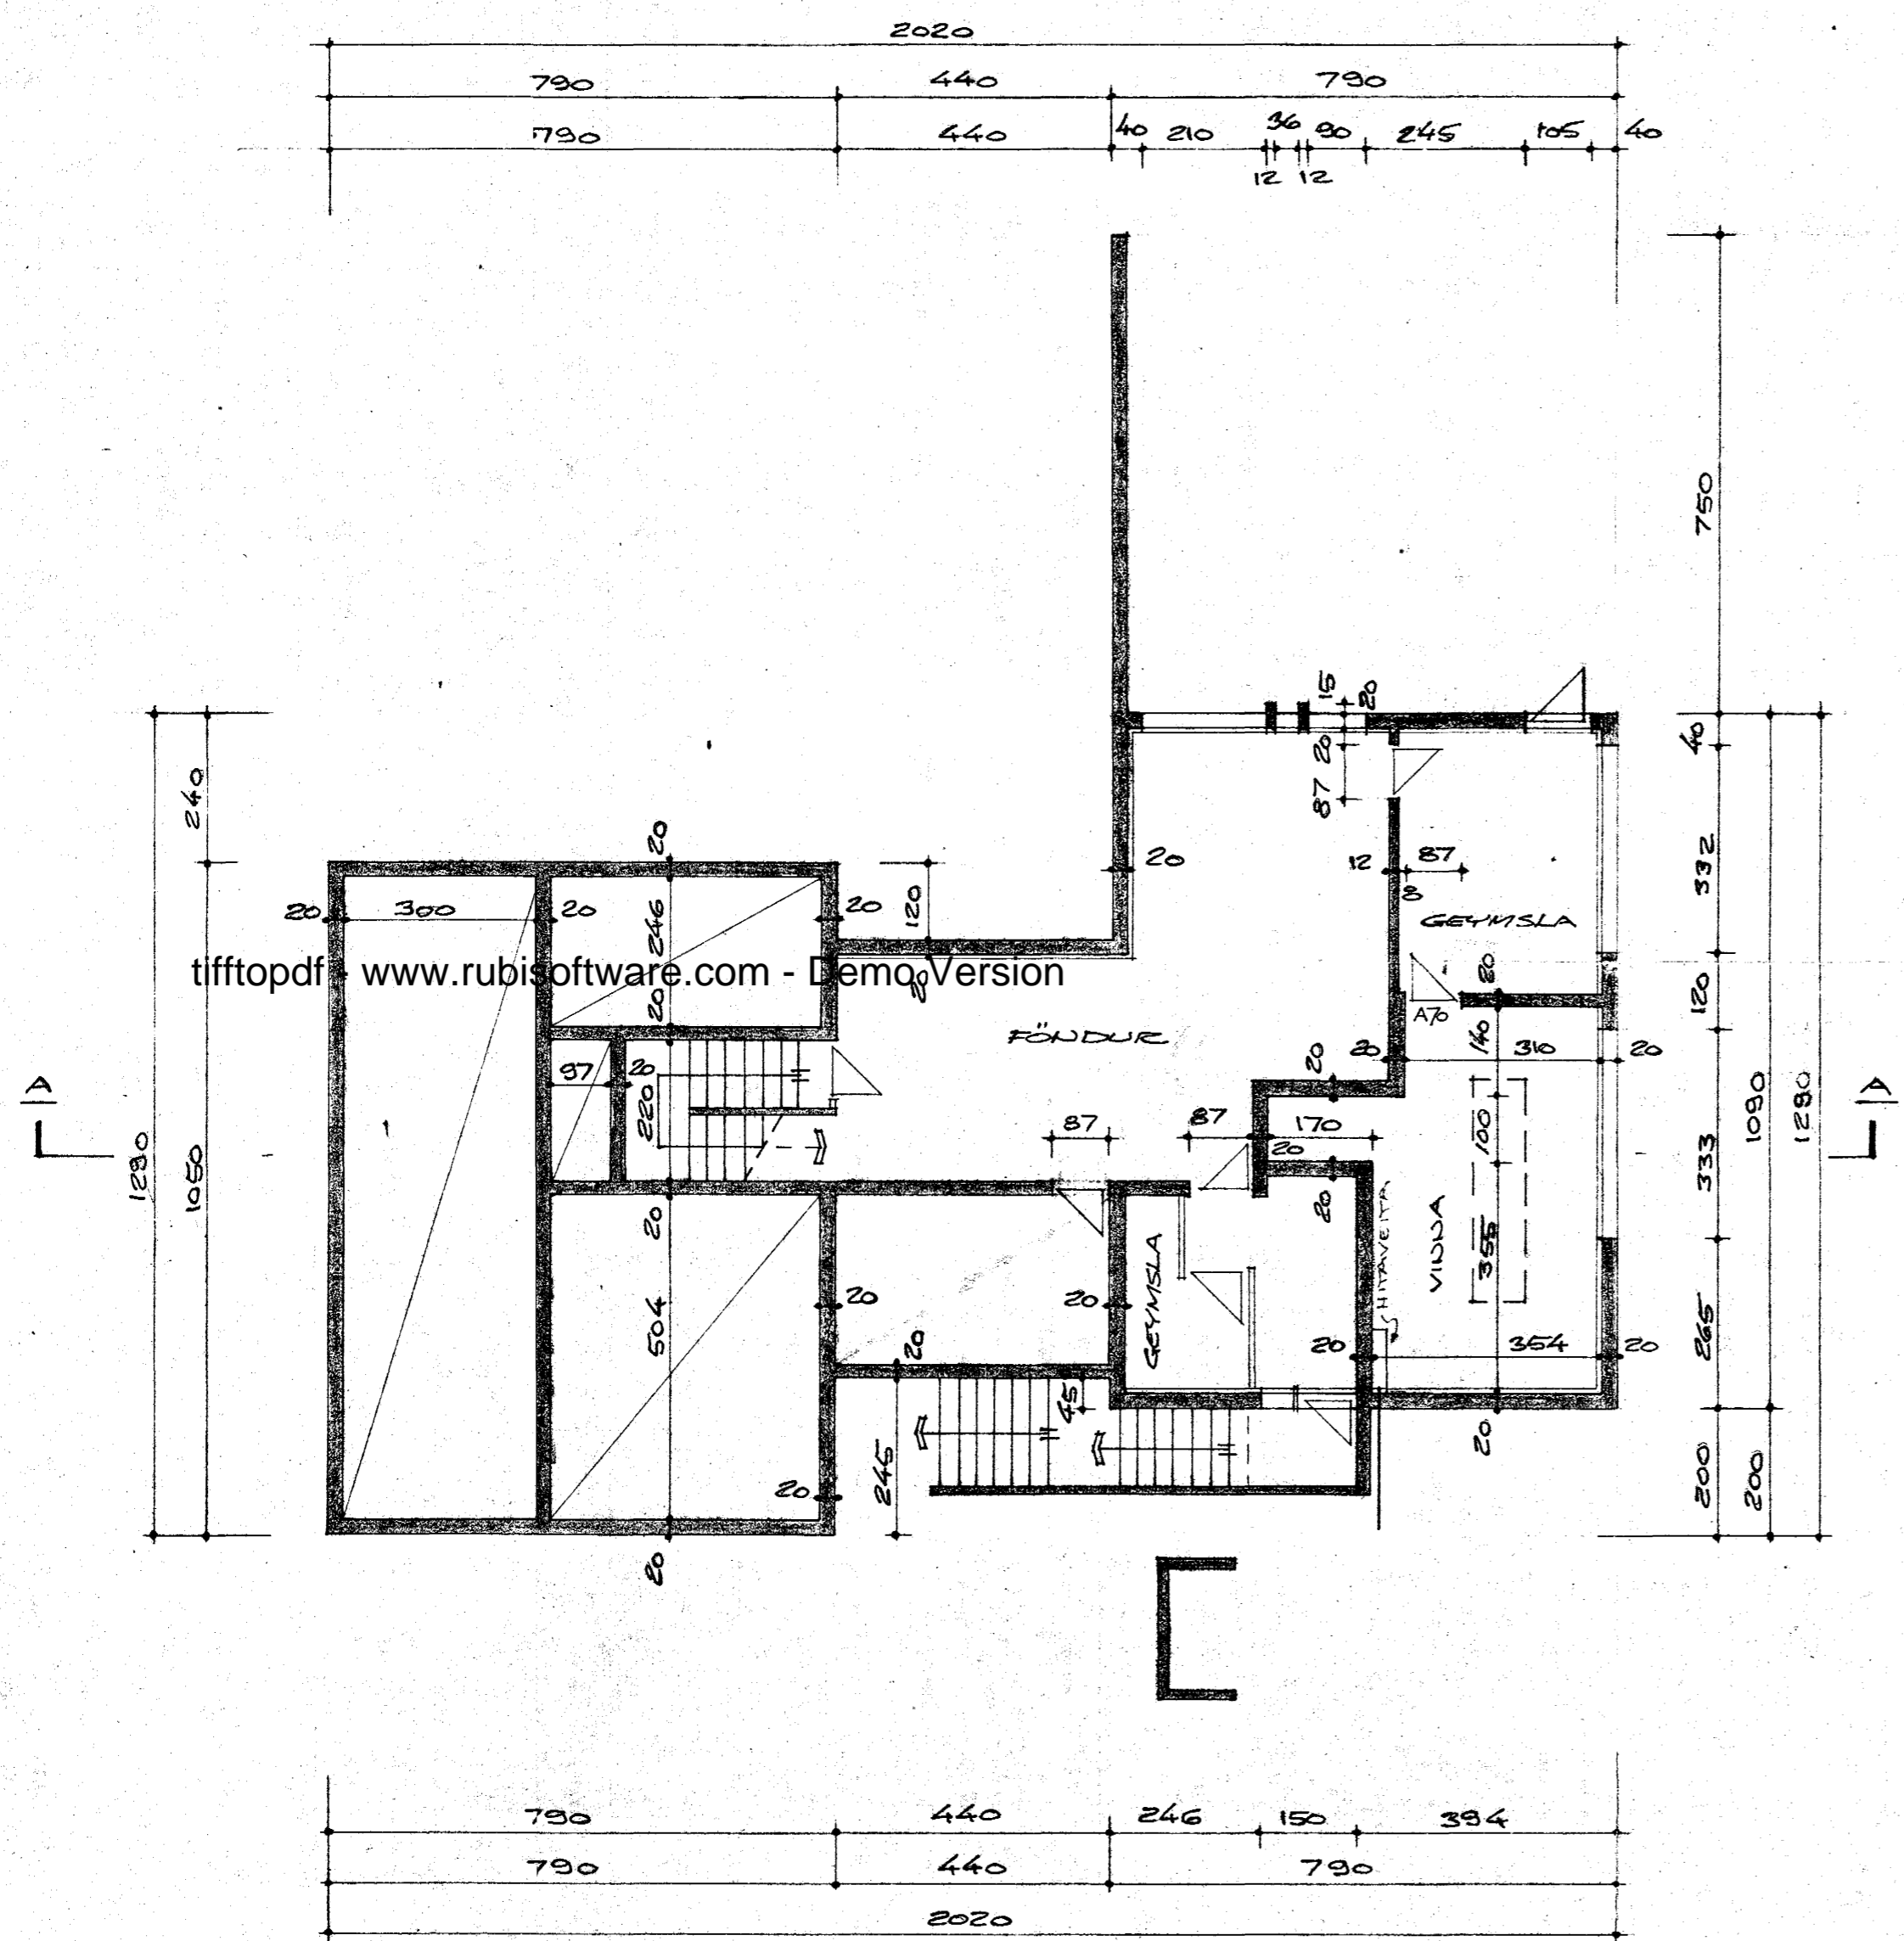 2020
790 440 790
790 440 40 210 36 90 245 105 40
12 12
750
15 20
40
20
87
240
20
332
20
12 87
8
20 300 20 246 20 120
GEYMSLA
tifftopdf - www.rubisoftware.com - Demo Version
20
20
20
120
A70
FÖNDUR
140
20 310 20
20
A
97 20
220
87 87 170
100
20
1090
1290
A
1290
1050
333
20
20
GEYMSLA
HITAVEITA
VINNA
355
504
20
20
265
20
20 354 20
45
245
20
20
200
200
20
790 440 246 150 394
790 440 790
2020